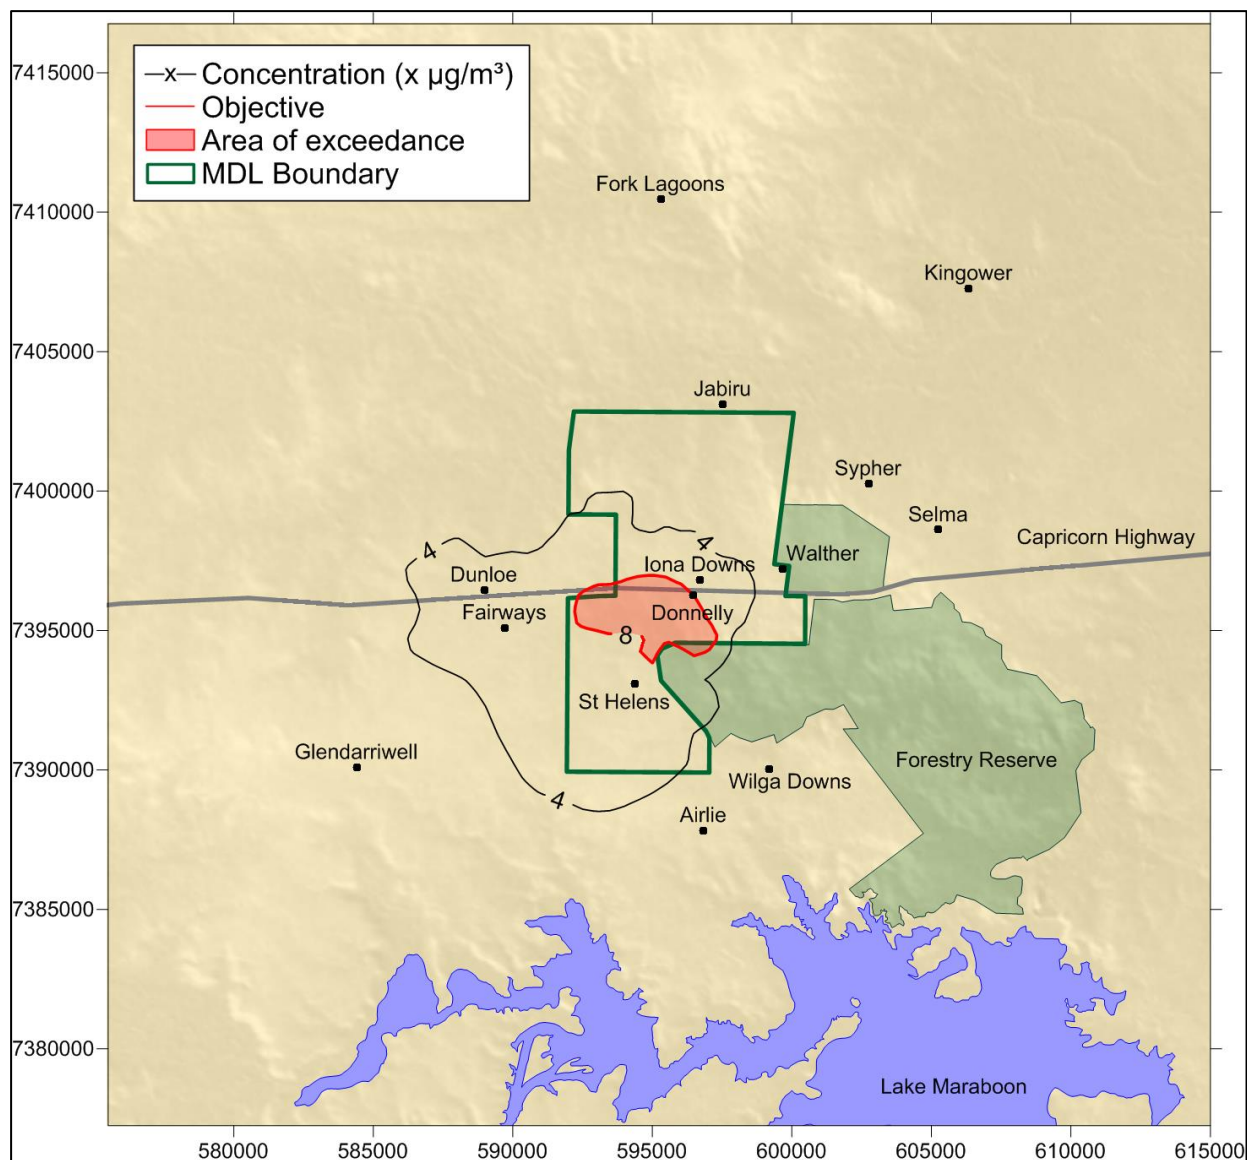 7415000
—x— Concentration (x µg/m³)
Objective
Area of exceedance
MDL Boundary
Fork Lagoons
7410000
Kingower
7405000
Jabiru
Sypher
7400000
Selma
Capricorn Highway
4
4
Walther
Iona Downs
Dunloe
Fairways
Donnelly
7395000
8
St Helens
Glendarriwell
Forestry Reserve
7390000
Wilga Downs
4
Airlie
7385000
Lake Maraboon
7380000
580000 585000 590000 595000 600000 605000 610000 615000